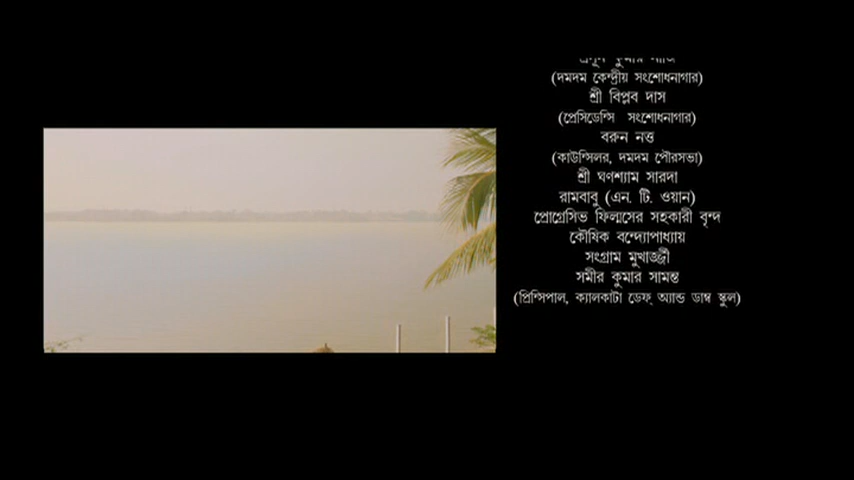 (দমদম কেন্দ্রীয় সংশোধনাগার)
শ্রী বিপ্লব দাস
(প্রেসিডেন্সি সংশোধনাগার)
বরুন নত্ত
(কাউন্সিলর, দমদম পৌরসভা)
শ্রী ঘণশ্যাম সারদা
রামবাবু (এন. টি. ওয়ান)
প্রোগ্রেসিভ ফিল্মসের সহকারী বৃন্দ
কৌষিক বন্দ্যোপাধ্যায়
সংগ্রাম মুখার্জ্জী
সমীর কুমার সামন্ত
(প্রিন্সিপাল, ক্যালকাটা ডেফ্ অ্যান্ড ডাম্ব স্কুল)